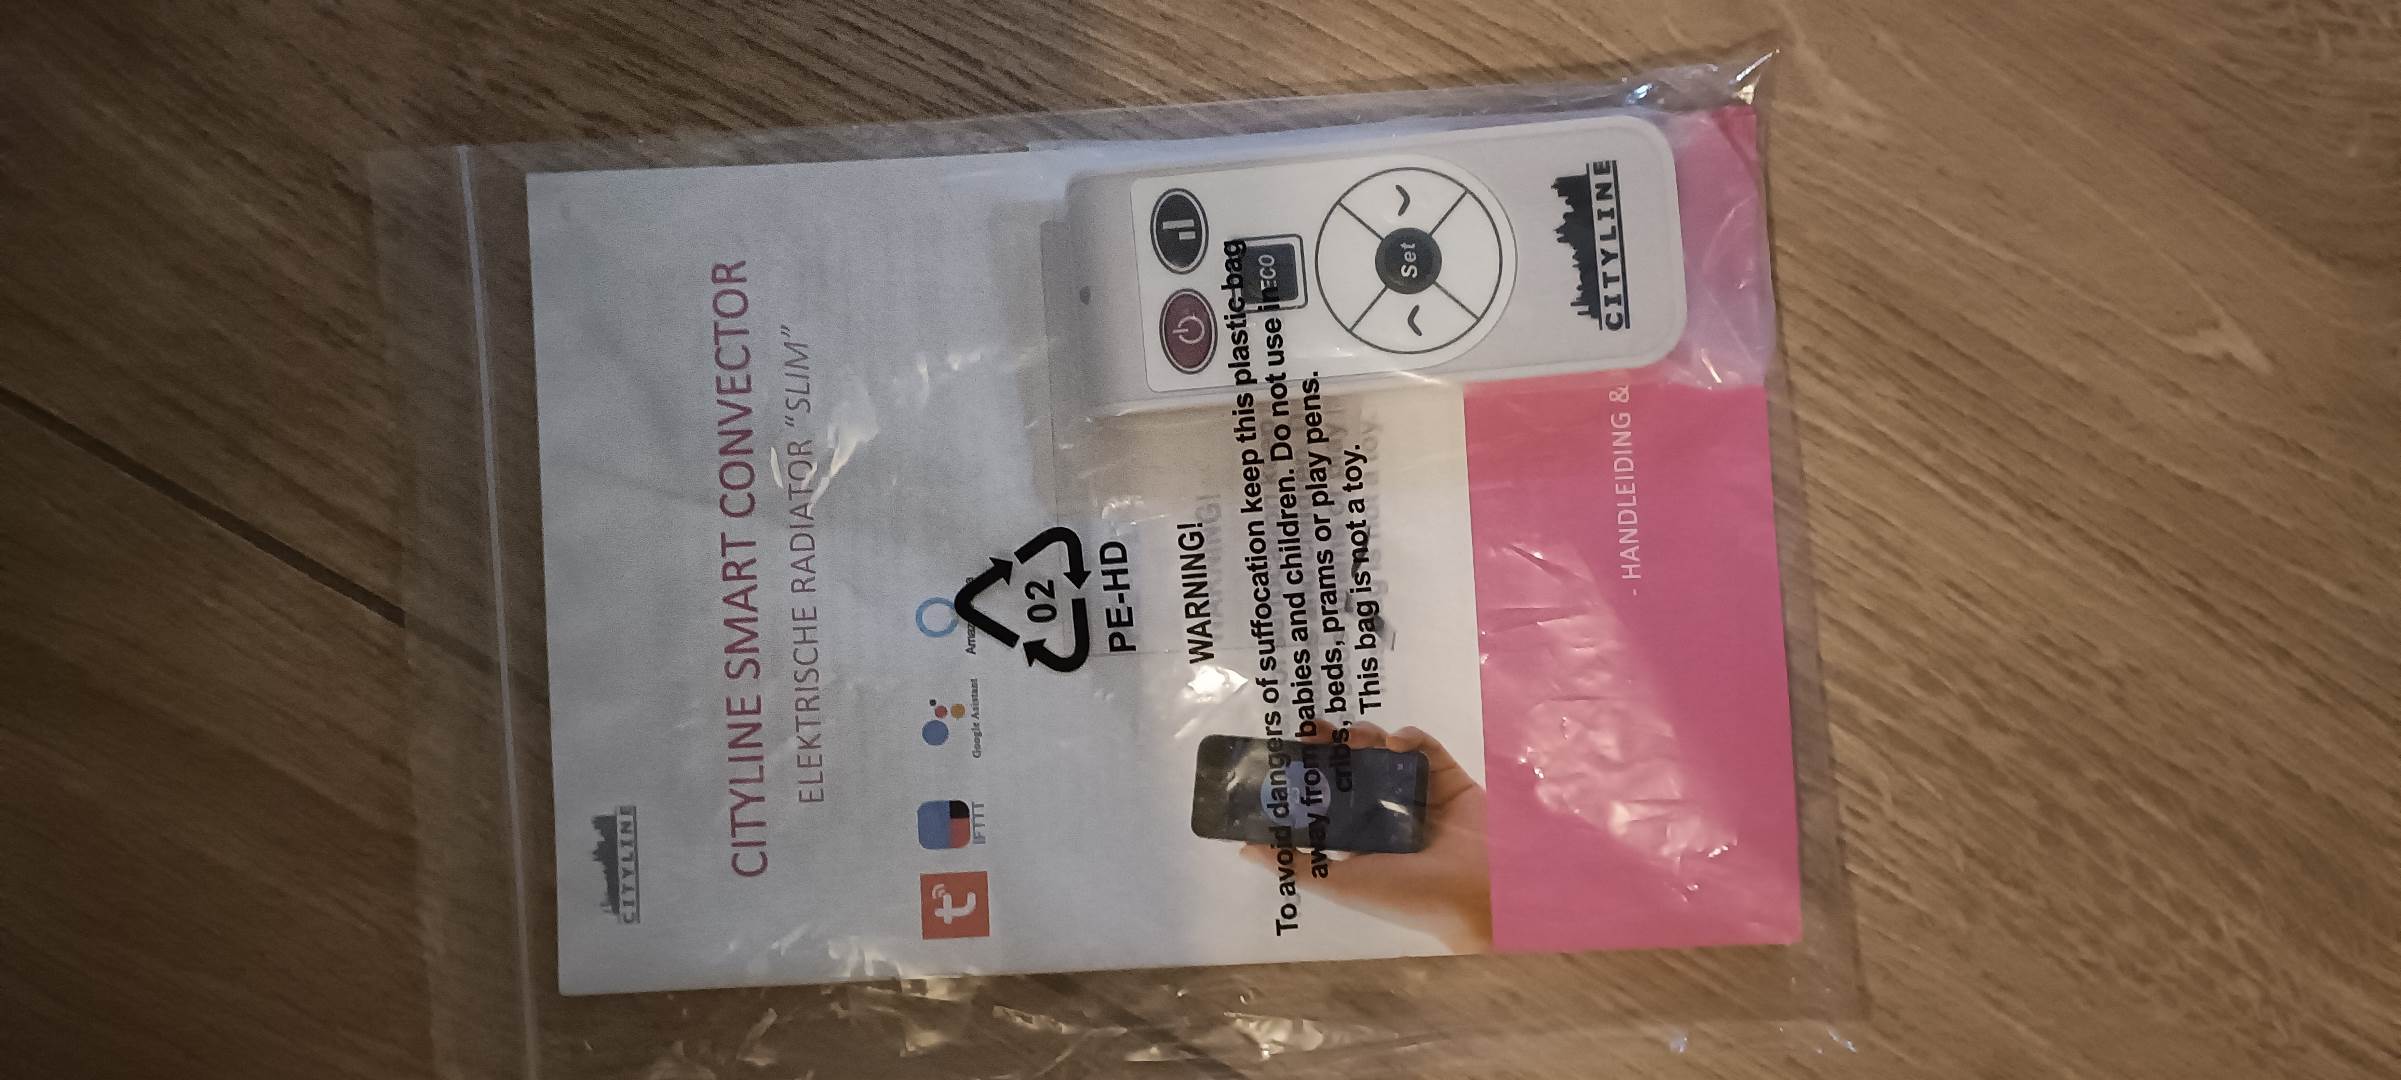 CITYLINE
CITYLINE SMART CONVECTOR
ELEKTRISCHE RADIATOR “SLIM”
IFTTT
Google Assistant
02
PE-HD
WARNING!
To avoid dangers of suffocation keep this plastic bag
away from babies and children. Do not use in
cribs, beds, prams or play pens.
This bag is not a toy.
ECO
Set
CITYLINE
- HANDLEIDING &